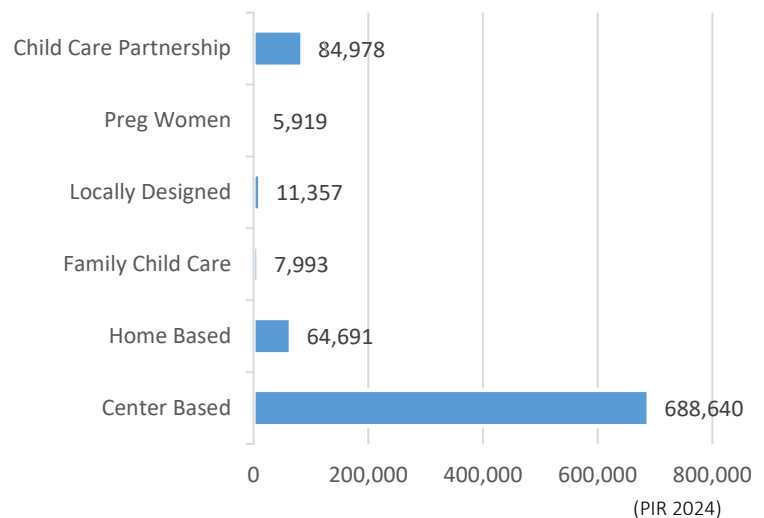 Child Care Partnership 84,978
Preg Women 5,919
Locally Designed 11,357
Family Child Care 7,993
Home Based 64,691
Center Based 688,640
0 200,000 400,000 600,000 800,000
(PIR 2024)